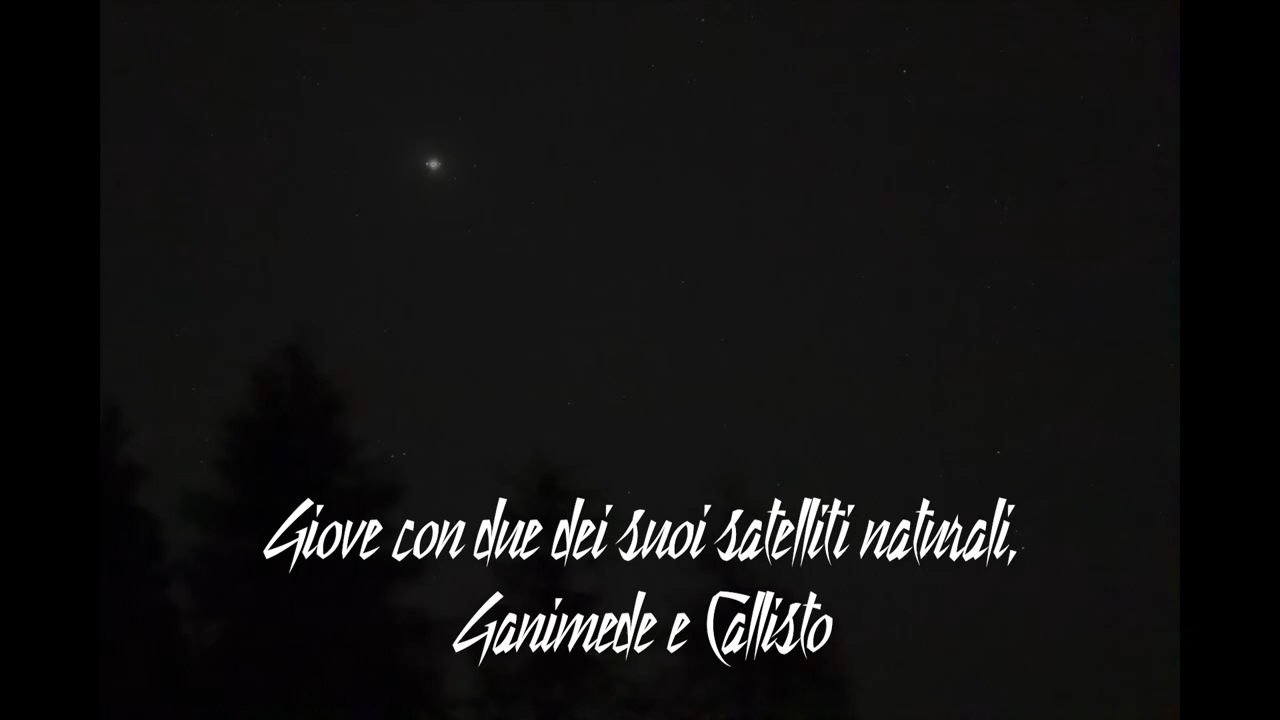 Giove con due dei suoi satelliti naturali,
Ganimede e Callisto